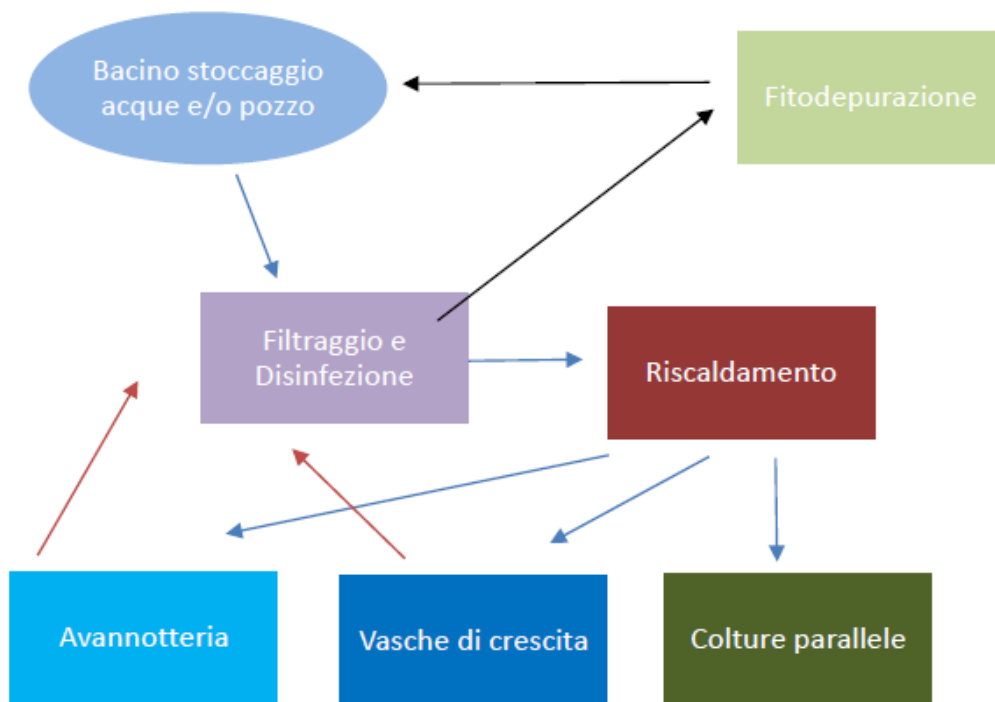 Bacino stoccaggio
acque e/o pozzo
Fitodepurazione
Filtraggio e
Disinfezione
Riscaldamento
Avannotteria
Vasche di crescita
Colture parallele